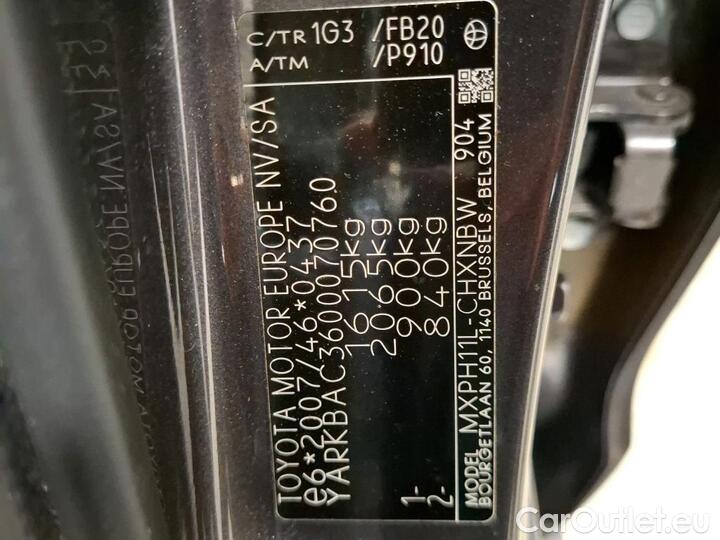 TOYOTA MOTOR EUROPE NV/SA
e6*2007/46*0437
YARKBAC3600070760
1615kg
2065kg
1- 900kg
2- 840kg
MODEL MXPH11L-CHXNBW 904
BOURGETLAAN 60, 1140 BRUSSELS, BELGIUM
C/TR 1G3 /FB20
A/TM /P910
CarOutlet.eu